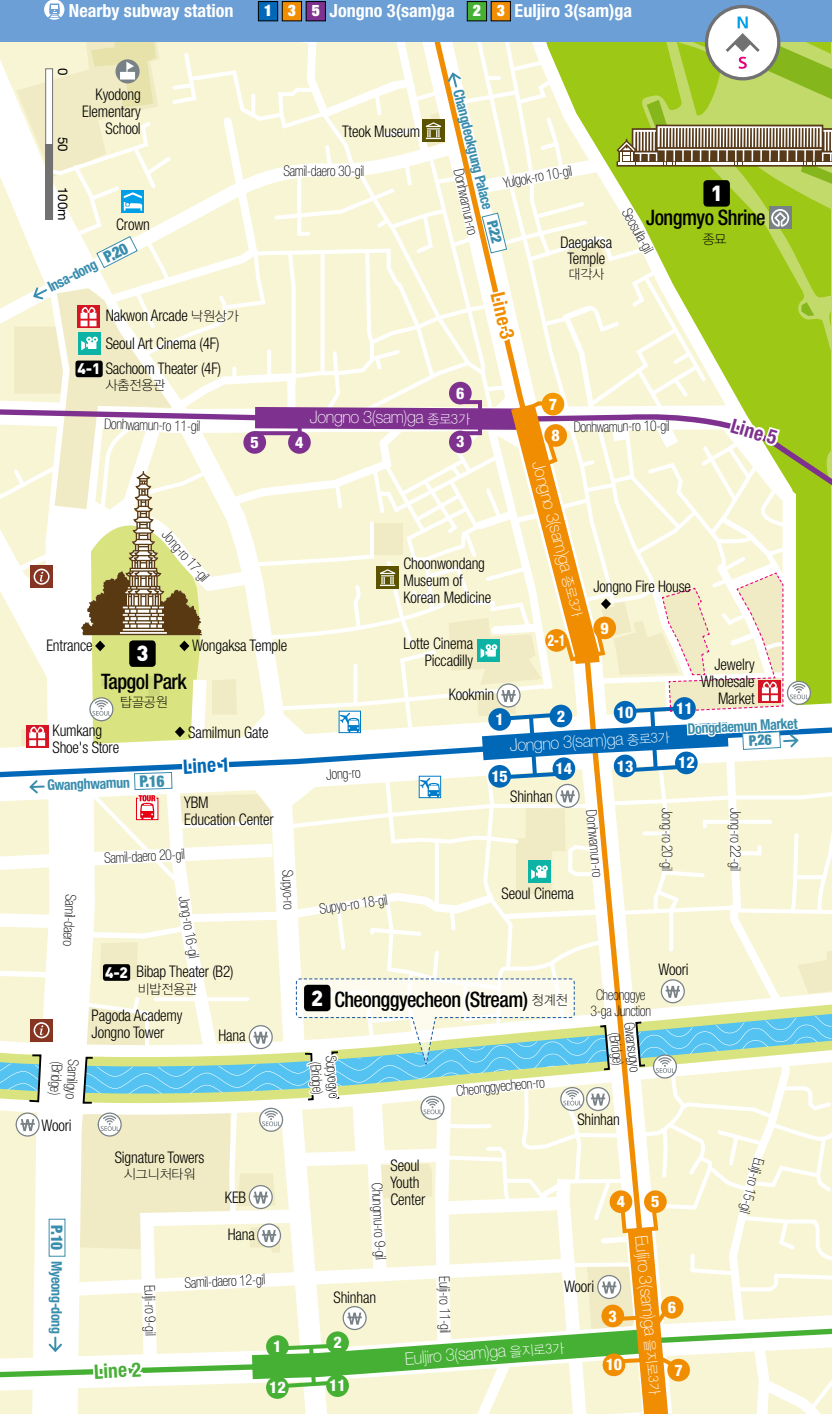 Nearby subway station 1 3 5 Jongno 3(sam)ga 2 3 Euljiro 3(sam)ga
N
S
0
50
100m
Kyodong
Elementary
School
Tteok Museum
Changdeokgung Palace P.22
Donhwamun-ro
Samil-daero 30-gil
Yulgok-ro 10-gil
Seosulla-gil
1
Jongmyo Shrine
종묘
Crown
Insa-dong P.20
Daegaksa
Temple
대각사
Line 3
Nakwon Arcade 낙원상가
Seoul Art Cinema (4F)
4-1 Sachoom Theater (4F)
사춤전용관
6
7
Jongno 3(sam)ga 종로3가
Donhwamun-ro 11-gil
5
4
3
8
Donhwamun-ro 10-gil
Line 5
Jongno 3(sam)ga 종로3가
Jong-ro 17-gil
Choonwondang
Museum of
Korean Medicine
Jongno Fire House
Entrance
3
Wongaksa Temple
Tapgol Park
탑골공원
SEOUL
Lotte Cinema
Piccadilly
2-1
9
Jewelry
Wholesale
Market
SEOUL
Kookmin
Kumkang
Shoe's Store
Samilmun Gate
1
2
10
11
Jongno 3(sam)ga 종로3가
Dongdaemun Market
P.26
Line 1
Gwanghwamun P.16
Jong-ro
15
14
13
12
Shinhan
TOUR
YBM
Education Center
Donhwamun-ro
Jong-ro 20-gil
Jong-ro 22-gil
Samil-daero 20-gil
Seoul Cinema
Samil-daero
Jong-ro 16-gil
Supyo-ro
Supyo-ro 18-gil
4-2 Bibap Theater (B2)
비밥전용관
Woori
2 Cheonggyecheon (Stream) 청계천
Cheonggye
3-ga Junction
Pagoda Academy
Jongno Tower
Hana
Samilgyo
(Bridge)
Supyogyo
(Bridge)
Gwansugyo
(Bridge)
SEOUL
Cheonggyecheon-ro
Woori
SEOUL
SEOUL
SEOUL
SEOUL
Shinhan
Signature Towers
시그니처타워
Seoul
Youth
Center
KEB
Hana
Chungmu-ro 9-gil
Eulji-ro 15-gil
4
5
P.10 Myeong-dong
Samil-daero 12-gil
Eulji-ro 9-gil
Eulji-ro 11-gil
Shinhan
Woori
3
6
Euljiro 3(sam)ga 을지로3가
1
2
Euljiro 3(sam)ga 을지로3가
Line 2
12
11
10
7